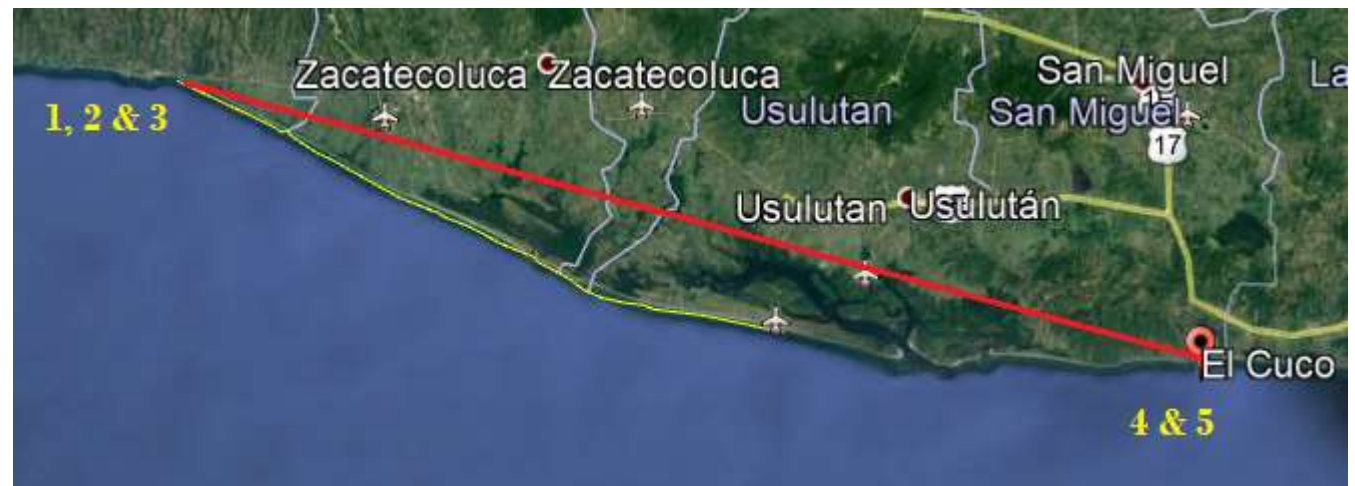 Zacatecoluca Zacatecoluca
San Miguel
La
1, 2 & 3
Usulutan
San Miguel
17
Usulutan Usulután
El Cuco
4 & 5